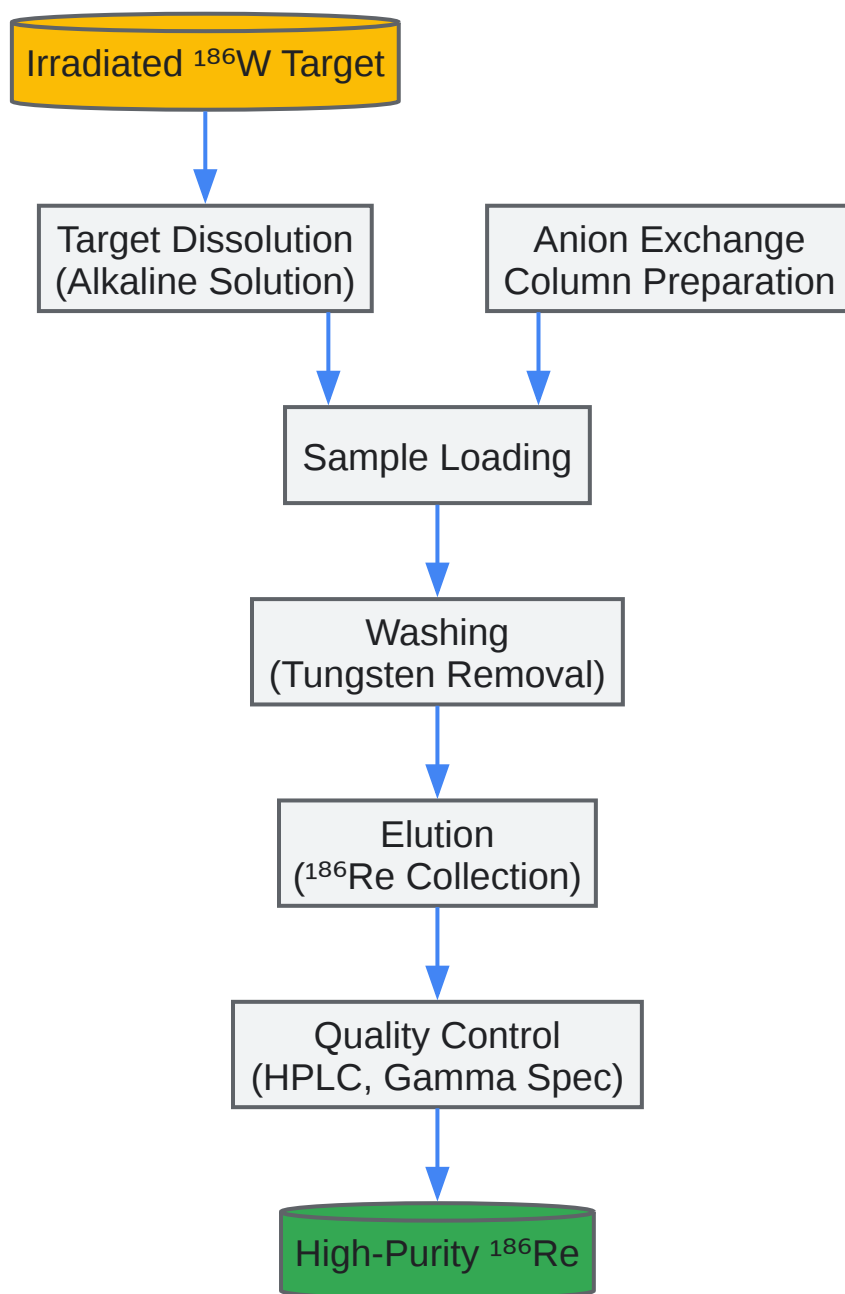 Irradiated ¹⁸⁶W Target
Target Dissolution
(Alkaline Solution)
Anion Exchange
Column Preparation
Sample Loading
Washing
(Tungsten Removal)
Elution
(¹⁸⁶Re Collection)
Quality Control
(HPLC, Gamma Spec)
High-Purity ¹⁸⁶Re